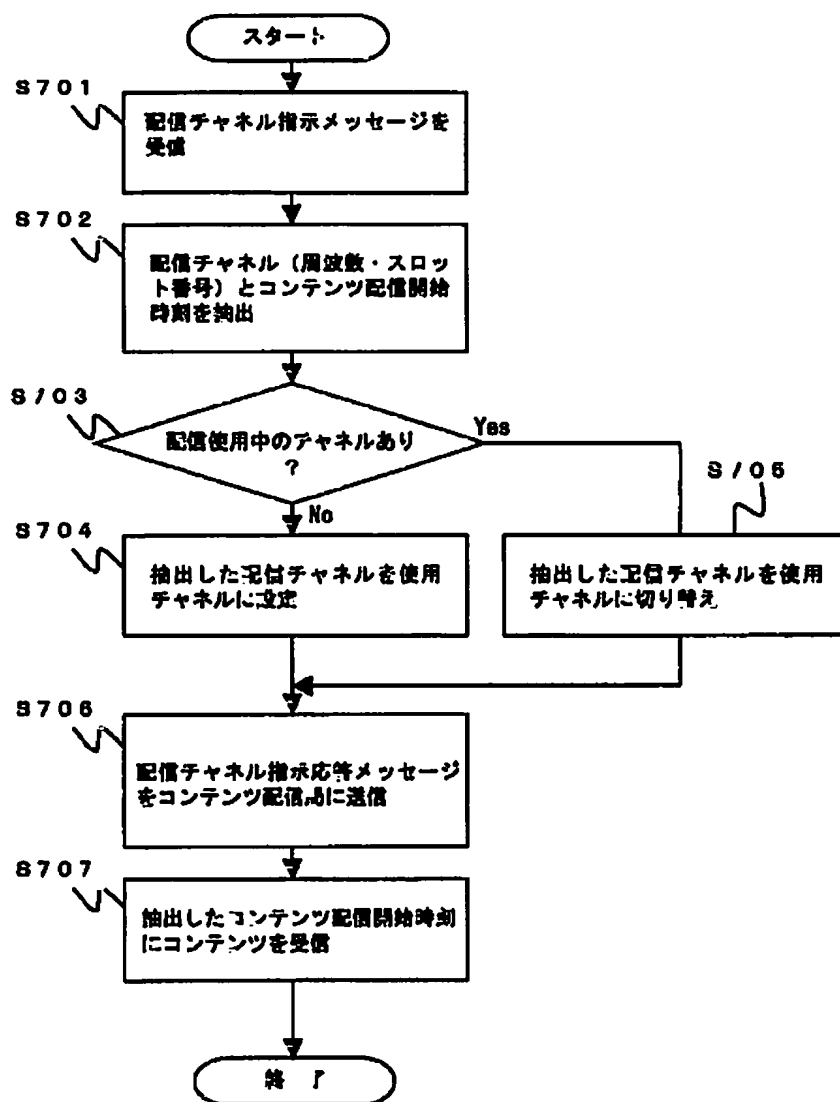 スタート
S701
配信チャネル指示メッセージを
受信
S702
配信チャネル（周波数・スロッ
ト番号）とコンテンツ配信開始
時刻を抽出
S703
配信使用中のチャネルあり
？
Yes
No
S704
抽出した配信チャネルを使用
チャネルに設定
S705
抽出した配信チャネルを使用
チャネルに切り替え
S706
配信チャネル指示応答メッセージ
をコンテンツ配信局に送信
S707
抽出したコンテンツ配信開始時刻
にコンテンツを受信
終 了